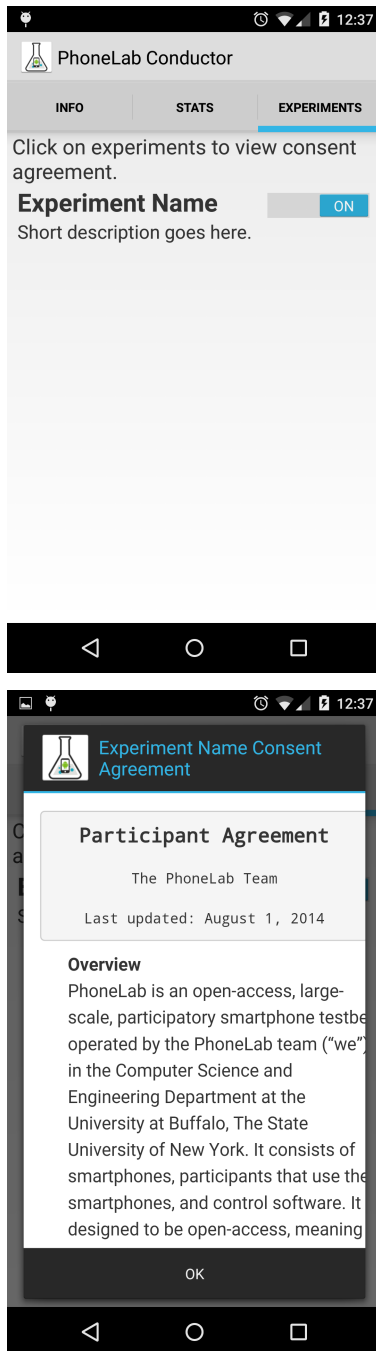 12:37
PhoneLab Conductor
INFO STATS EXPERIMENTS
Click on experiments to view consent
agreement.
Experiment Name ON
Short description goes here.
12:37
Experiment Name Consent
Agreement
C
a
E
S
Participant Agreement
The PhoneLab Team
Last updated: August 1, 2014
Overview
PhoneLab is an open-access, large-
scale, participatory smartphone testbe
operated by the PhoneLab team (“we”)
in the Computer Science and
Engineering Department at the
University at Buffalo, The State
University of New York. It consists of
smartphones, participants that use the
smartphones, and control software. It
designed to be open-access, meaning
OK